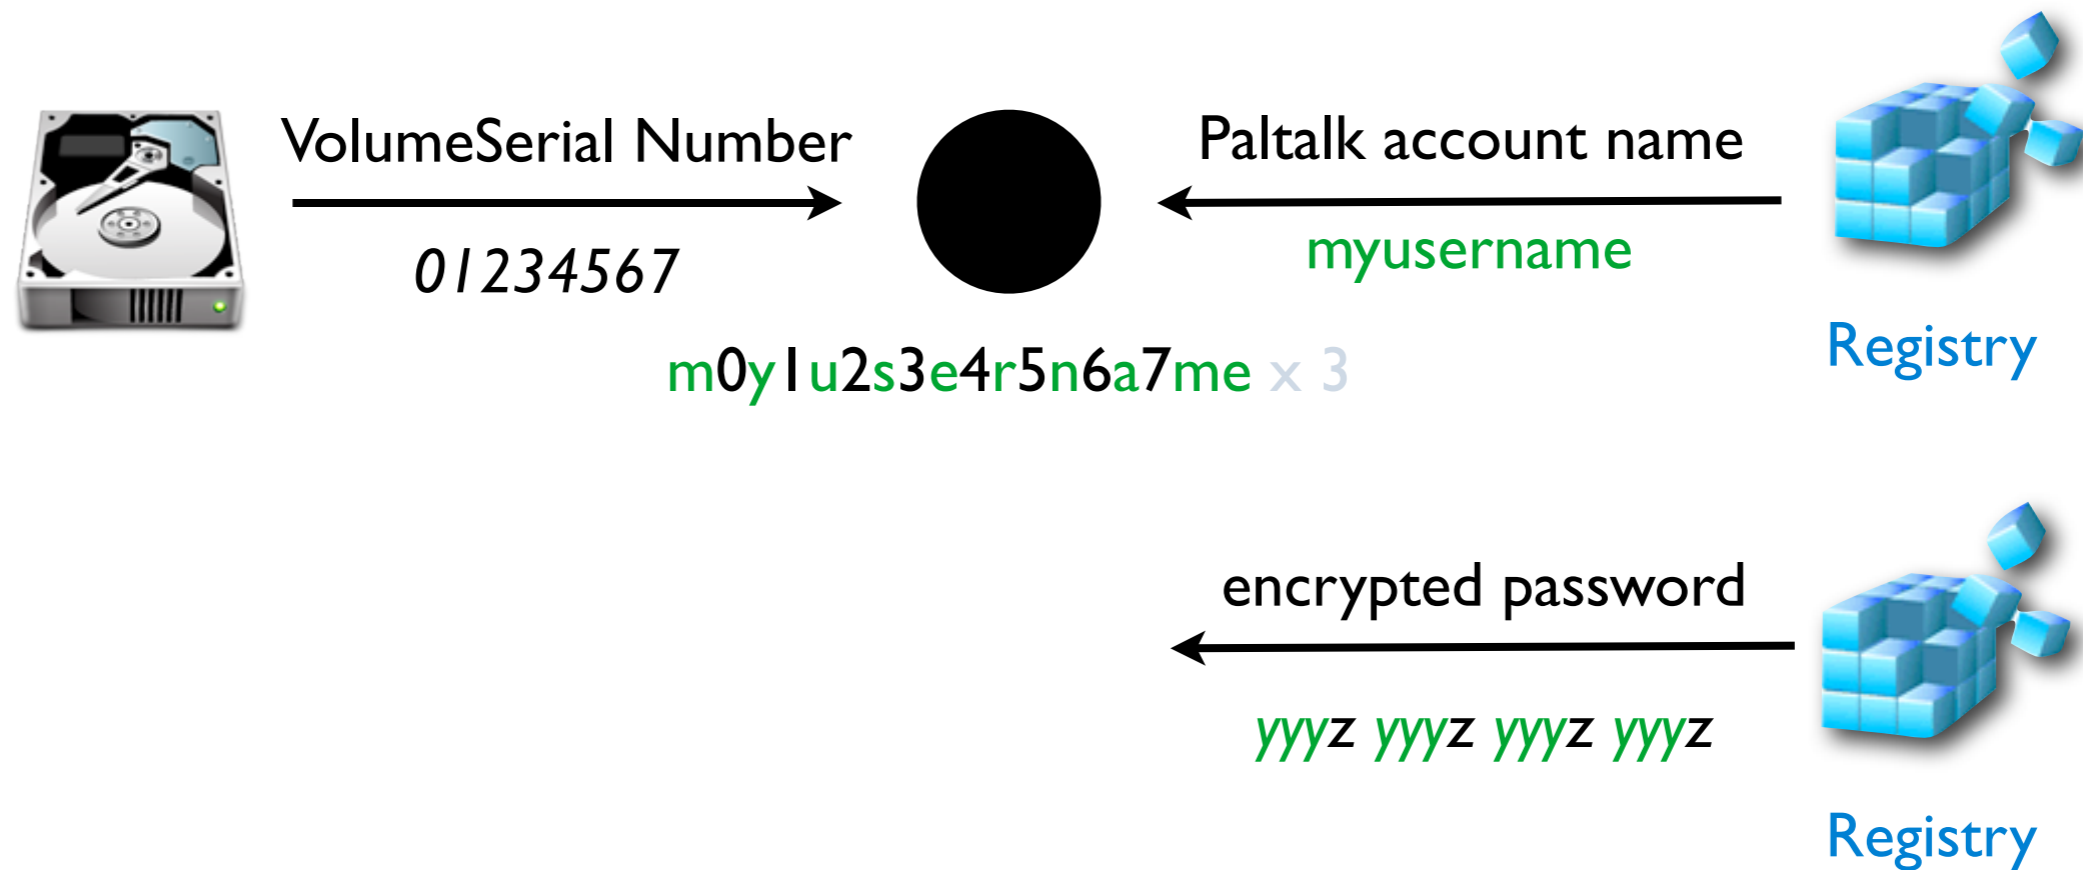 VolumeSerial Number
01234567
Paltalk account name
myusername
Registry
m0y1u2s3e4r5n6a7me x 3
encrypted password
yyyz yyyz yyyz yyyz
Registry